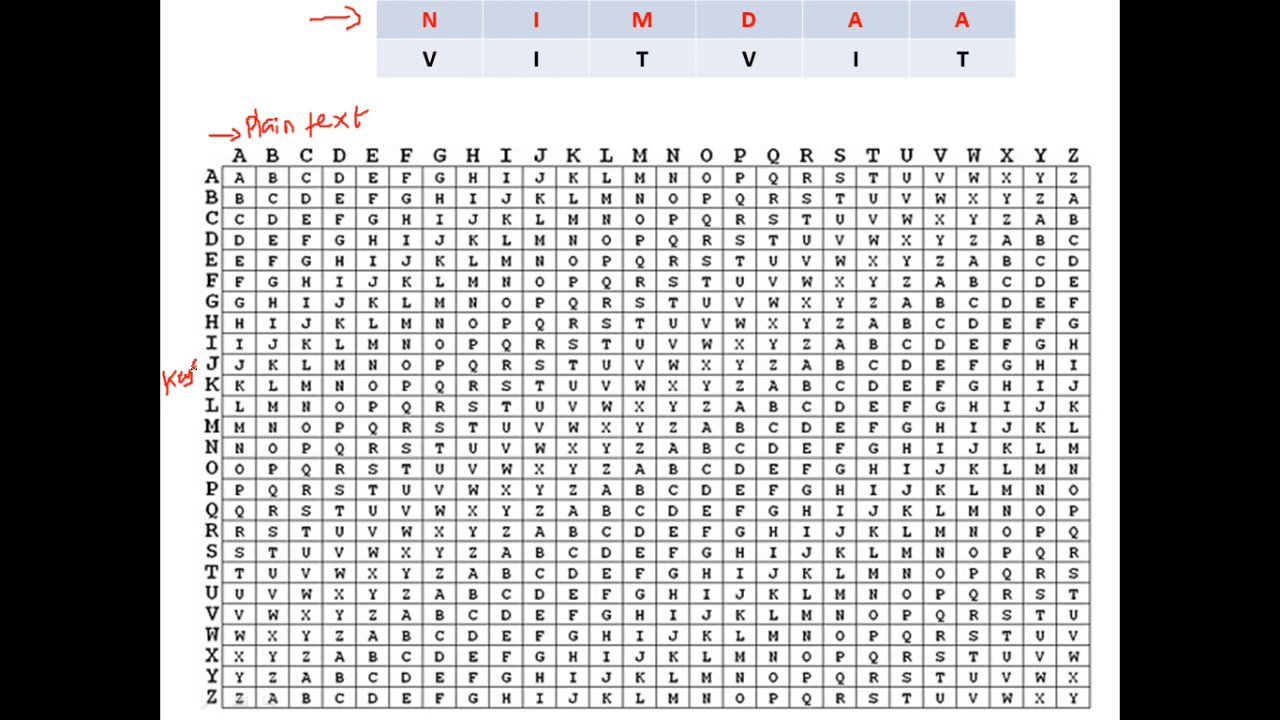 N I M D A A
V I T V I T
Plain text
A B C D E F G H I J K L M N O P Q R S T U V W X Y Z
A A B C D E F G H I J K L M N O P Q R S T U V W X Y Z
B B C D E F G H I J K L M N O P Q R S T U V W X Y Z A
C C D E F G H I J K L M N O P Q R S T U V W X Y Z A B
D D E F G H I J K L M N O P Q R S T U V W X Y Z A B C
E E F G H I J K L M N O P Q R S T U V W X Y Z A B C D
F F G H I J K L M N O P Q R S T U V W X Y Z A B C D E
G G H I J K L M N O P Q R S T U V W X Y Z A B C D E F
H H I J K L M N O P Q R S T U V W X Y Z A B C D E F G
I I J K L M N O P Q R S T U V W X Y Z A B C D E F G H
J J K L M N O P Q R S T U V W X Y Z A B C D E F G H I
Key
K K L M N O P Q R S T U V W X Y Z A B C D E F G H I J
L L M N O P Q R S T U V W X Y Z A B C D E F G H I J K
M M N O P Q R S T U V W X Y Z A B C D E F G H I J K L
N N O P Q R S T U V W X Y Z A B C D E F G H I J K L M
O O P Q R S T U V W X Y Z A B C D E F G H I J K L M N
P P Q R S T U V W X Y Z A B C D E F G H I J K L M N O
Q Q R S T U V W X Y Z A B C D E F G H I J K L M N O P
R R S T U V W X Y Z A B C D E F G H I J K L M N O P Q
S S T U V W X Y Z A B C D E F G H I J K L M N O P Q R
T T U V W X Y Z A B C D E F G H I J K L M N O P Q R S
U U V W X Y Z A B C D E F G H I J K L M N O P Q R S T
V V W X Y Z A B C D E F G H I J K L M N O P Q R S T U
W W X Y Z A B C D E F G H I J K L M N O P Q R S T U V
X X Y Z A B C D E F G H I J K L M N O P Q R S T U V W
Y Y Z A B C D E F G H I J K L M N O P Q R S T U V W X
Z Z A B C D E F G H I J K L M N O P Q R S T U V W X Y